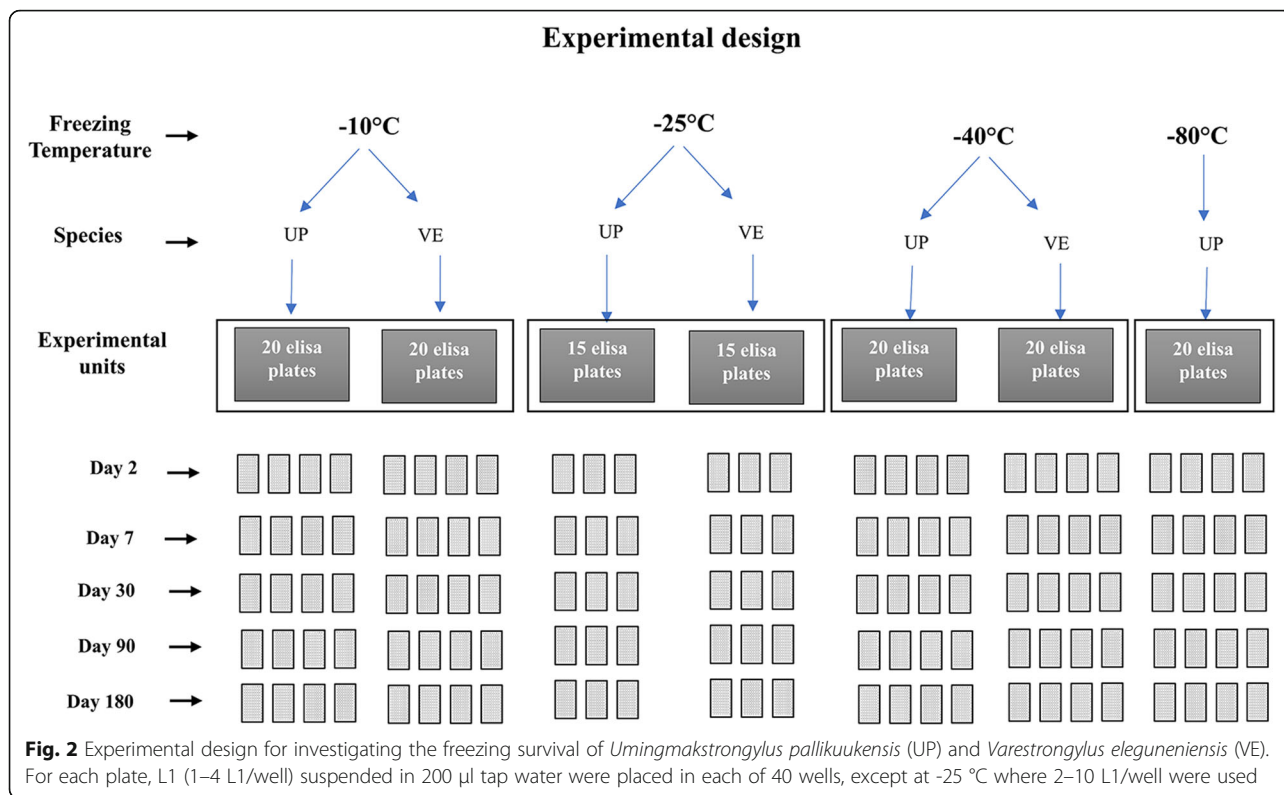 Experimental design
Freezing
Temperature
-10°C
-25°C
-40°C
-80°C
Species
UP
VE
UP
VE
UP
VE
UP
Experimental
units
20 elisa
plates
20 elisa
plates
15 elisa
plates
15 elisa
plates
20 elisa
plates
20 elisa
plates
20 elisa
plates
Day 2
Day 7
Day 30
Day 90
Day 180
Fig. 2 Experimental design for investigating the freezing survival of Umingmakstrongylus pallikuukensis (UP) and Varestrongylus eleguneniensis (VE).
For each plate, L1 (1–4 L1/well) suspended in 200 μl tap water were placed in each of 40 wells, except at -25 °C where 2–10 L1/well were used